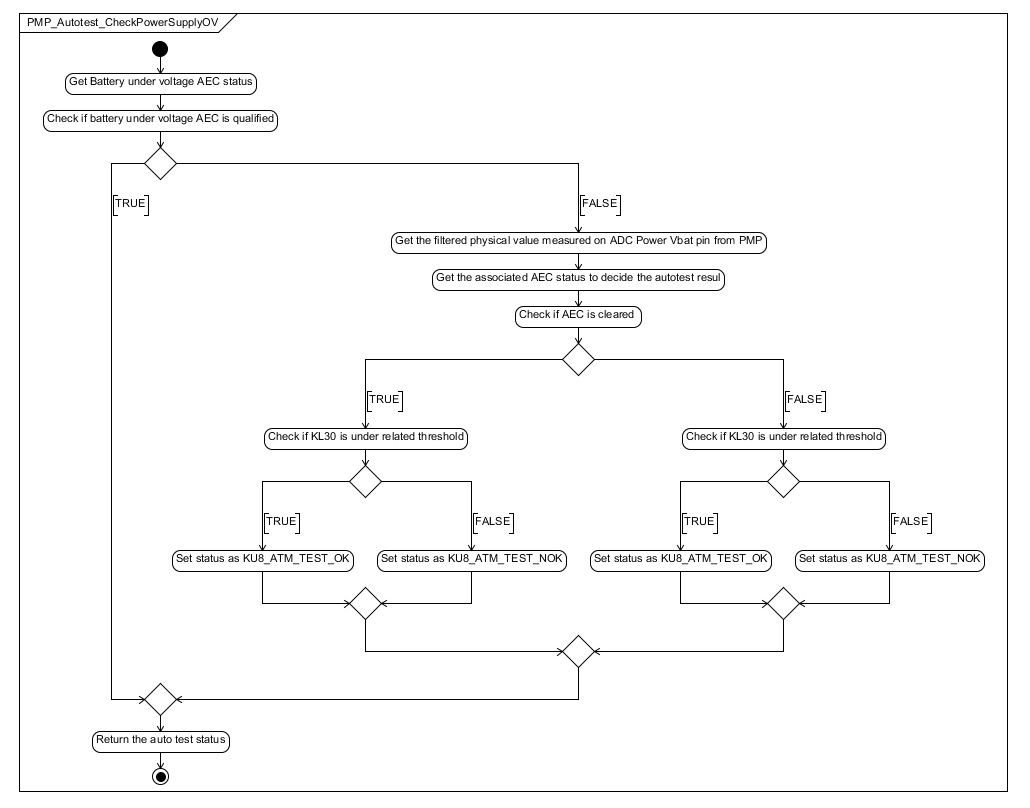 PMP_Autotest_CheckPowerSupplyOV
Get Battery under voltage AEC status
Check if battery under voltage AEC is qualified
[TRUE]
[FALSE]
Get the filtered physical value measured on ADC Power Vbat pin from PMP
Get the associated AEC status to decide the autotest resul
Check if AEC is cleared
[TRUE]
[FALSE]
Check if KL30 is under related threshold
Check if KL30 is under related threshold
[TRUE]
[FALSE]
[TRUE]
[FALSE]
Set status as KU8_ATM_TEST_OK
Set status as KU8_ATM_TEST_NOK
Set status as KU8_ATM_TEST_OK
Set status as KU8_ATM_TEST_NOK
Return the auto test status